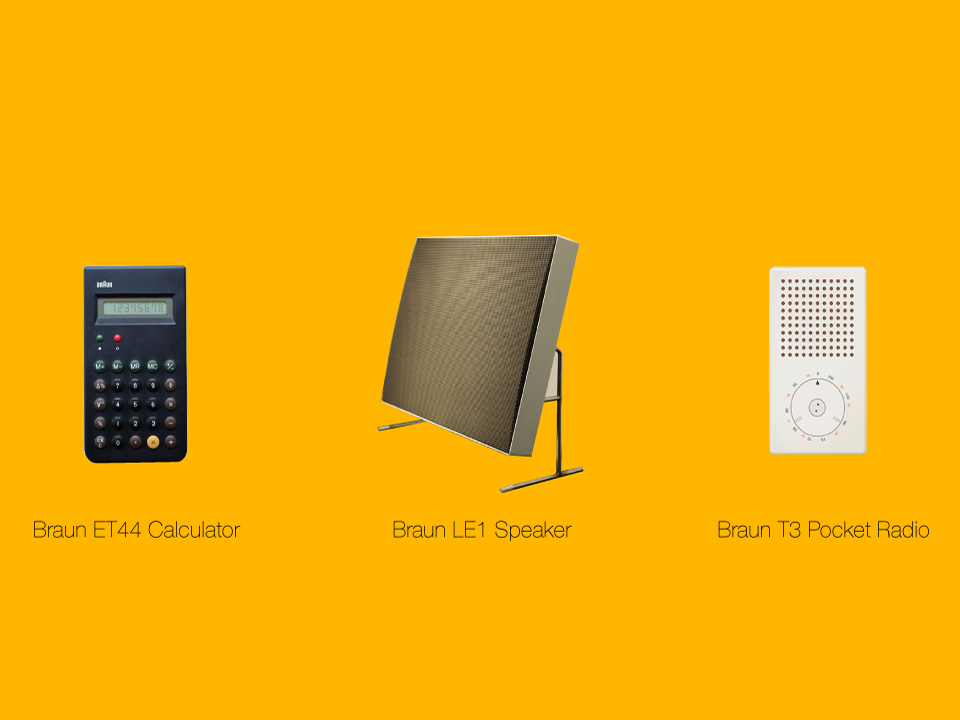 BRAUN
12345678
M+ M− MR MC +/−
Δ% 7 8 9 ÷
√ 4 5 6 ×
% 1 2 3 −
CE C 0 · = +
Braun ET44 Calculator
Braun LE1 Speaker
Braun T3 Pocket Radio